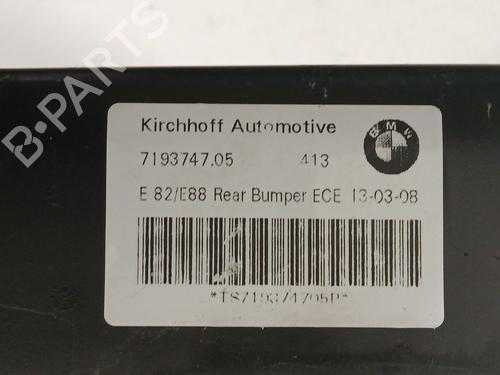 B-PARTS
Kirchhoff Automotive
BMW
7193747.05 413
E 82/E88 Rear Bumper ECE 13-03-08
*TS719374705P*